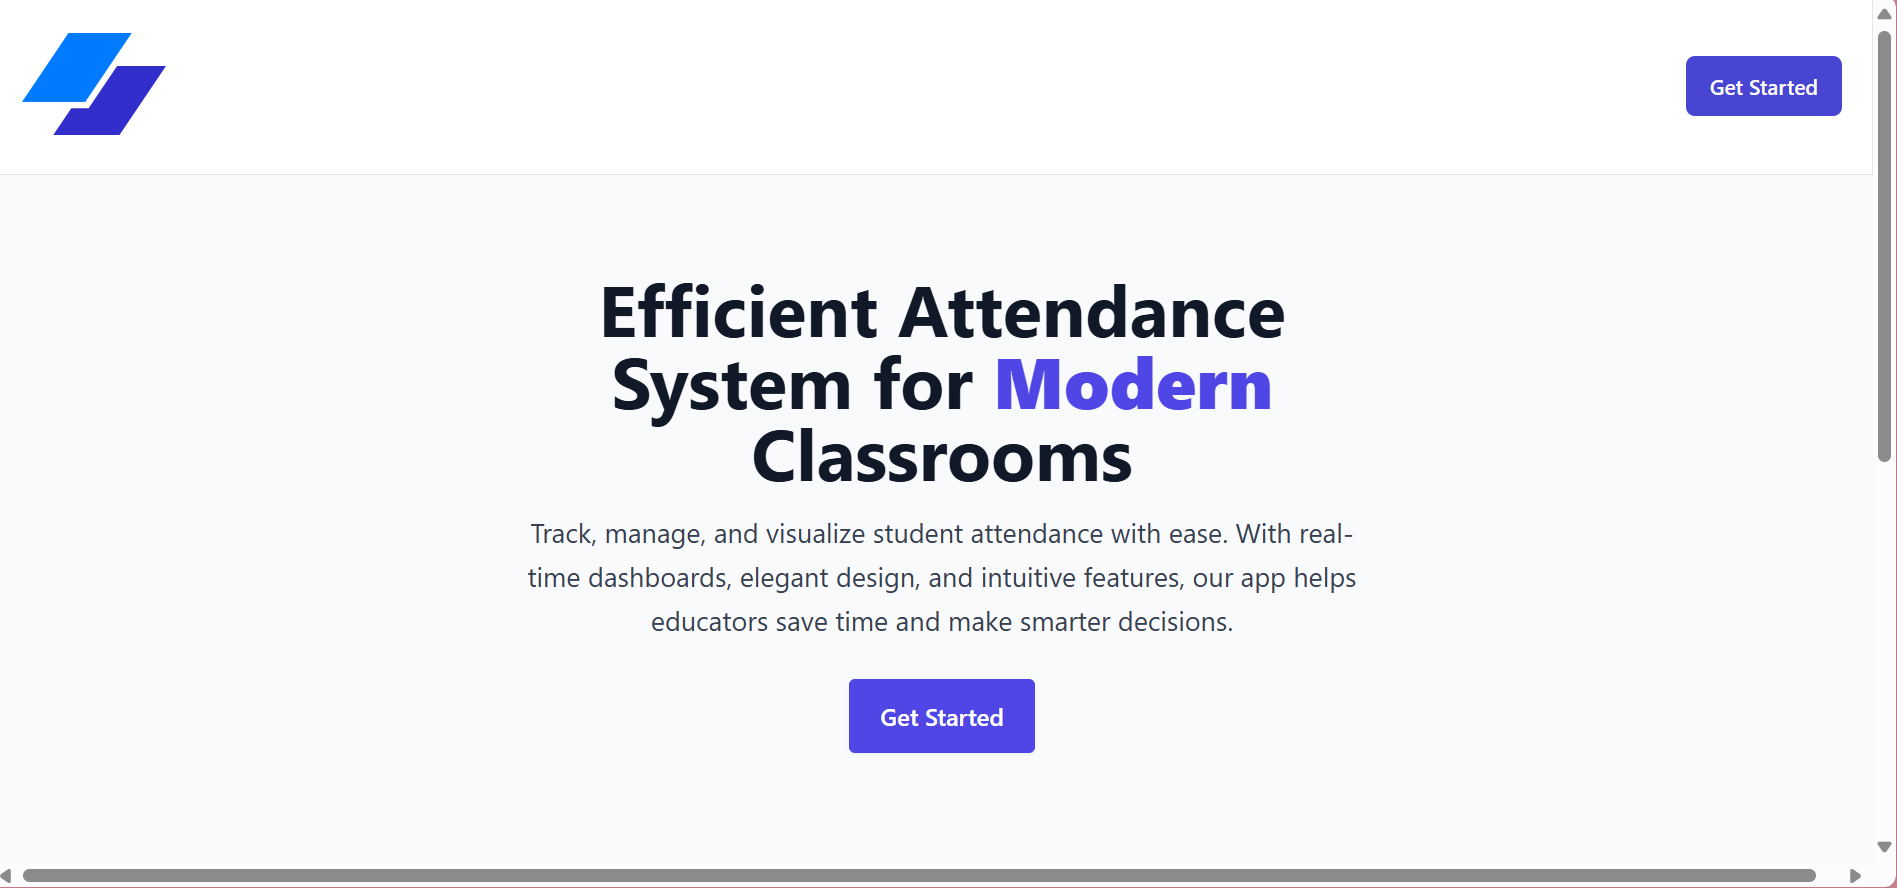 Get Started
Efficient Attendance
System for Modern
Classrooms
Track, manage, and visualize student attendance with ease. With real-
time dashboards, elegant design, and intuitive features, our app helps
educators save time and make smarter decisions.
Get Started